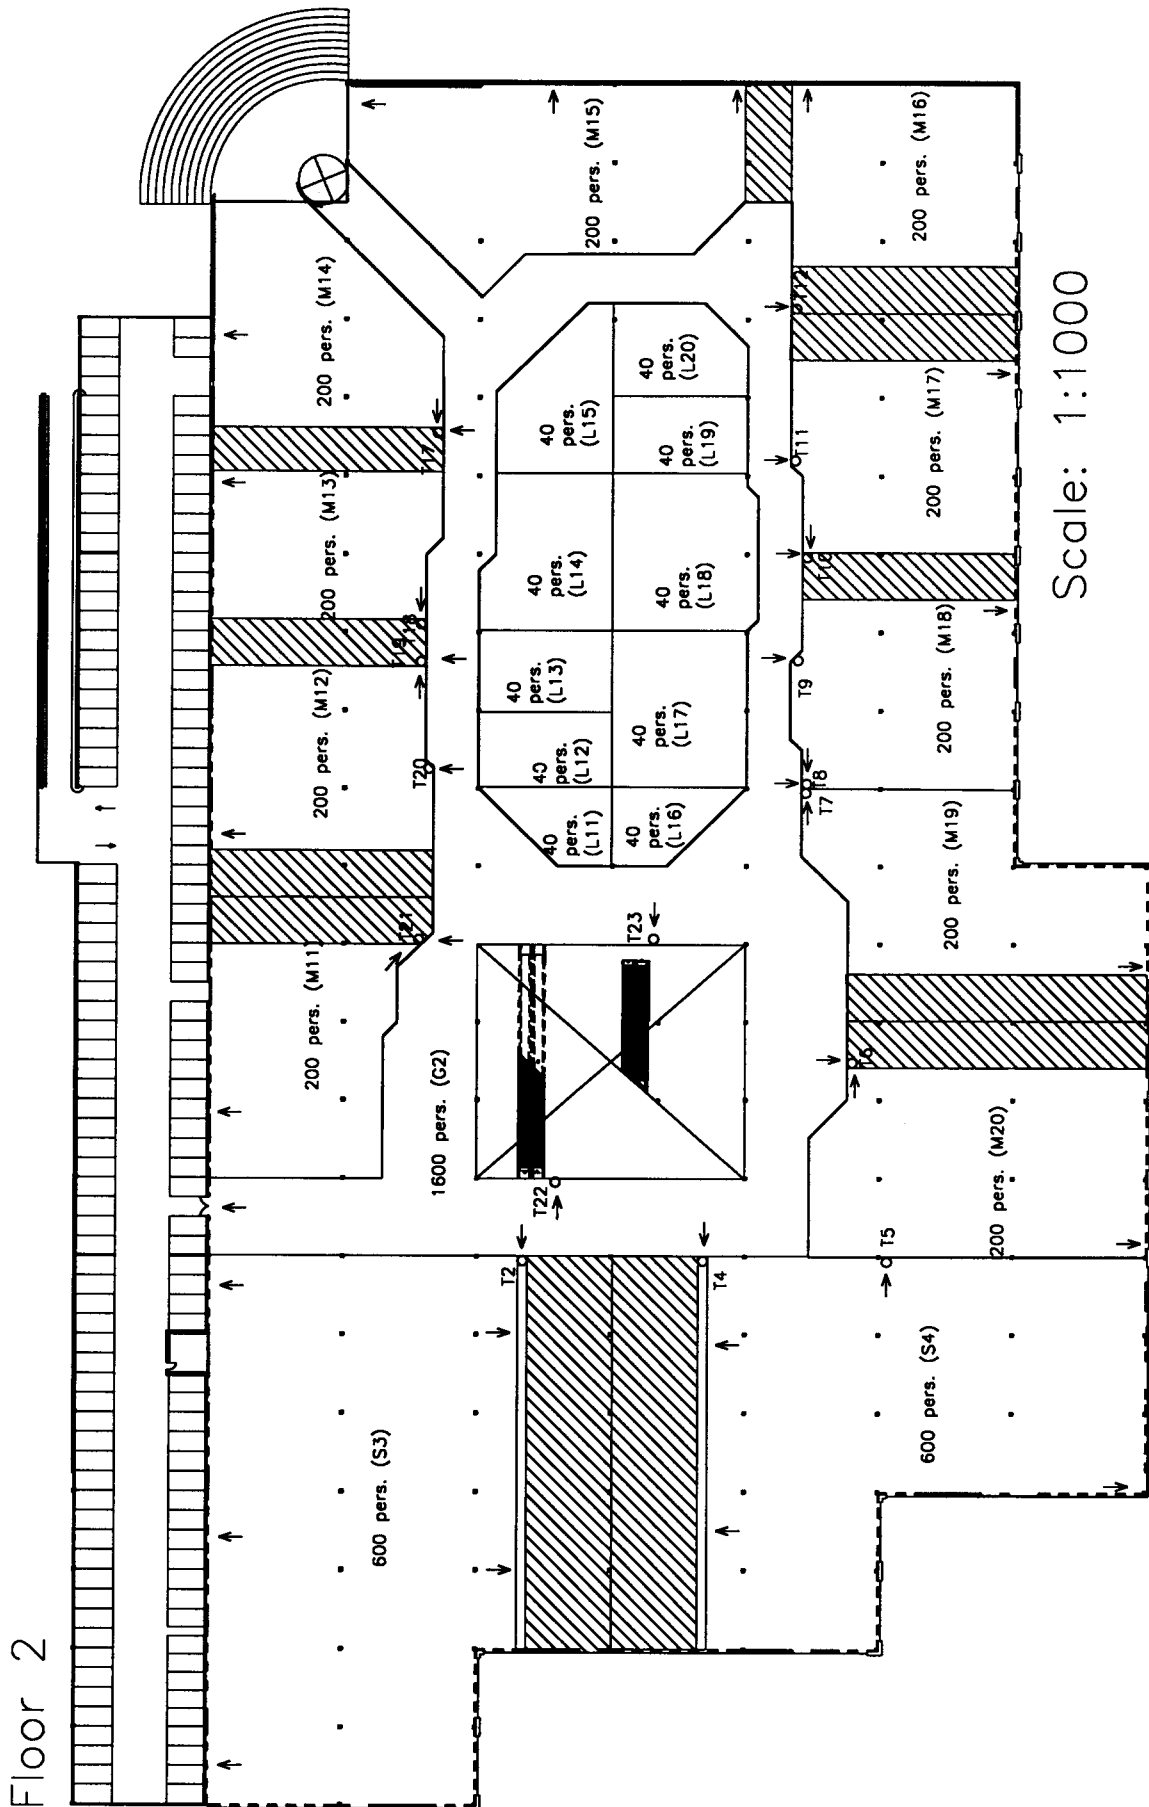 Floor 2
600 pers. (S3)
200 pers. (M11)
200 pers. (M12)
200 pers. (M13)
200 pers. (M14)
T21
T20
T19
T18
T17
1600 pers. (G2)
T2
T22
40
pers.
(L11)
40
pers.
(L12)
40
pers.
(L13)
40
pers.
(L14)
40
pers.
(L15)
200 pers. (M15)
T23
40
pers.
(L16)
40
pers.
(L17)
40
pers.
(L18)
40
pers.
(L19)
40
pers.
(L20)
T4
T5
T6
T7
T8
T9
T10
T11
T12
600 pers. (S4)
200 pers. (M20)
200 pers. (M19)
200 pers. (M18)
200 pers. (M17)
200 pers. (M16)
Scale: 1:1000